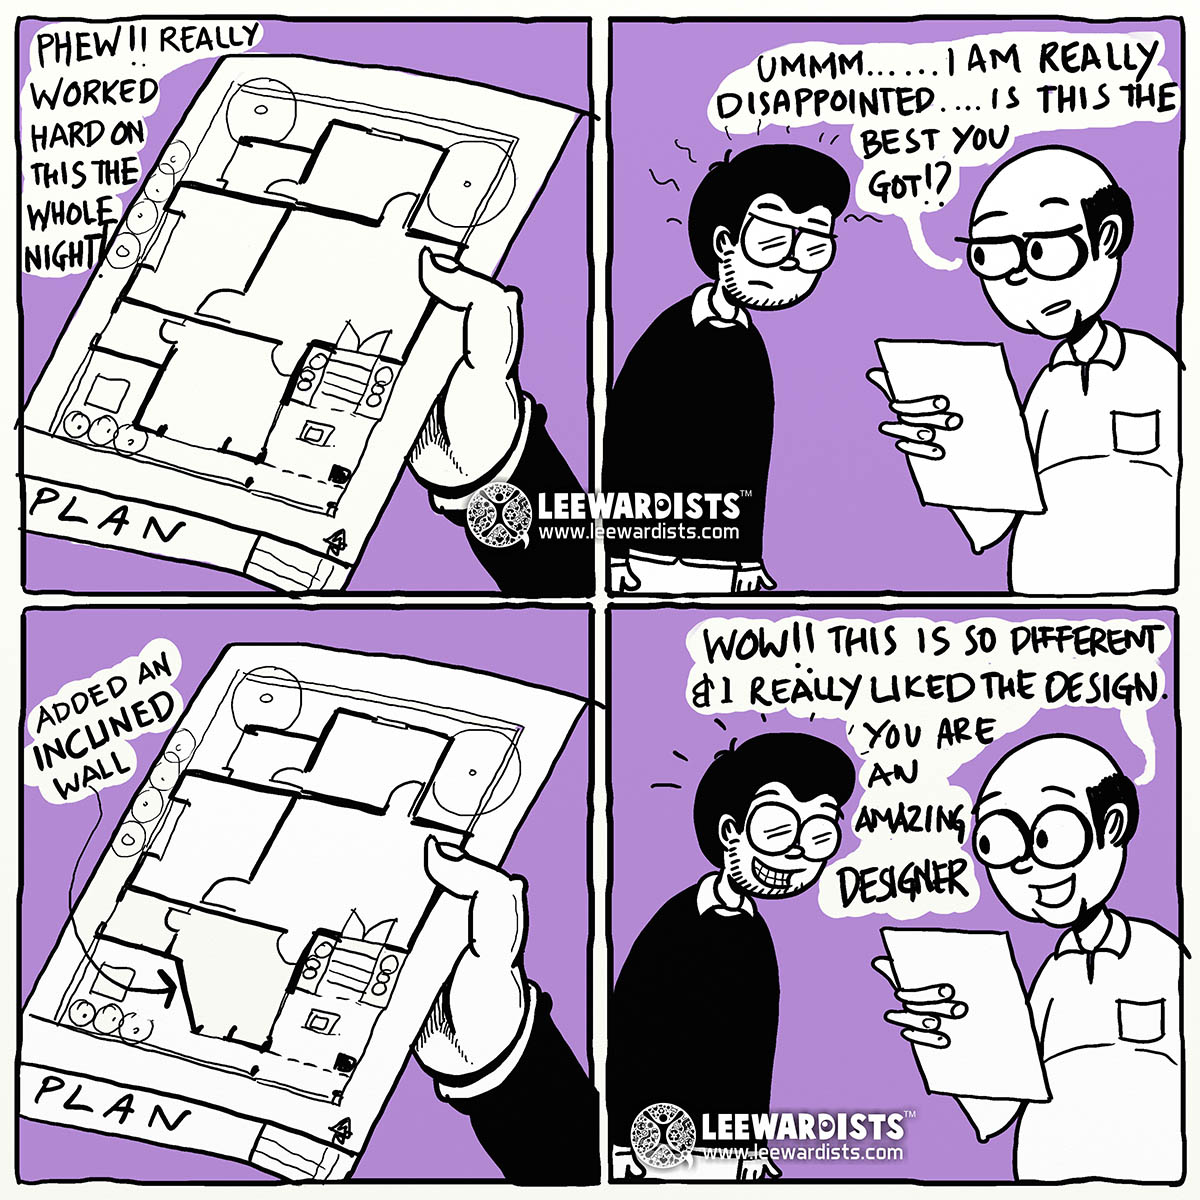 PHEW!! REALLY
WORKED
HARD ON
THIS THE
WHOLE
NIGHT!
PLAN
UMMM...... I AM REALLY
DISAPPOINTED.... IS THIS THE
BEST YOU
GOT!?
LEEWARDISTS™
www.leewardists.com
ADDED AN
INCLINED
WALL
PLAN
WOW!! THIS IS SO DIFFERENT
& I REALLY LIKED THE DESIGN.
YOU ARE
AN
AMAZING
DESIGNER
LEEWARDISTS™
www.leewardists.com